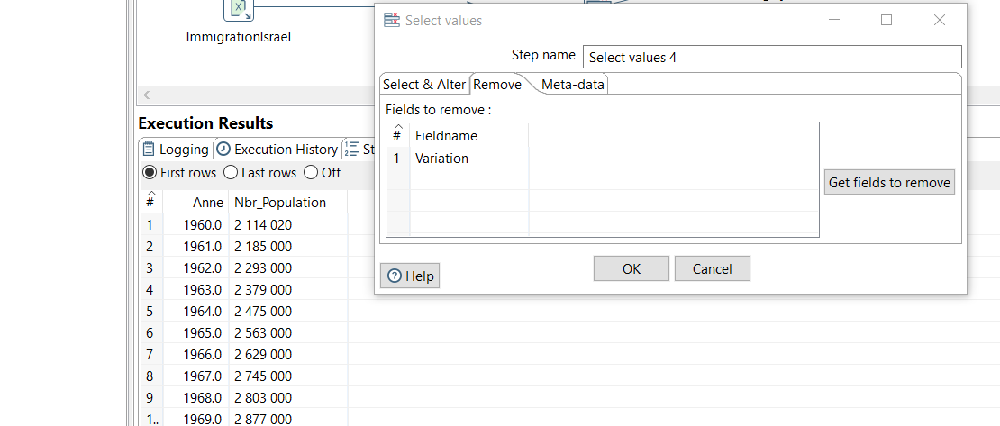 Select values
ImmigrationIsrael
Step name Select values 4
Select & Alter Remove Meta-data
Fields to remove :
# Fieldname
1 Variation
Get fields to remove
OK Cancel
Help
Execution Results
Logging Execution History St
First rows Last rows Off
# Anne Nbr_Population
1 1960.0 2 114 020
2 1961.0 2 185 000
3 1962.0 2 293 000
4 1963.0 2 379 000
5 1964.0 2 475 000
6 1965.0 2 563 000
7 1966.0 2 629 000
8 1967.0 2 745 000
9 1968.0 2 803 000
1.. 1969.0 2 877 000